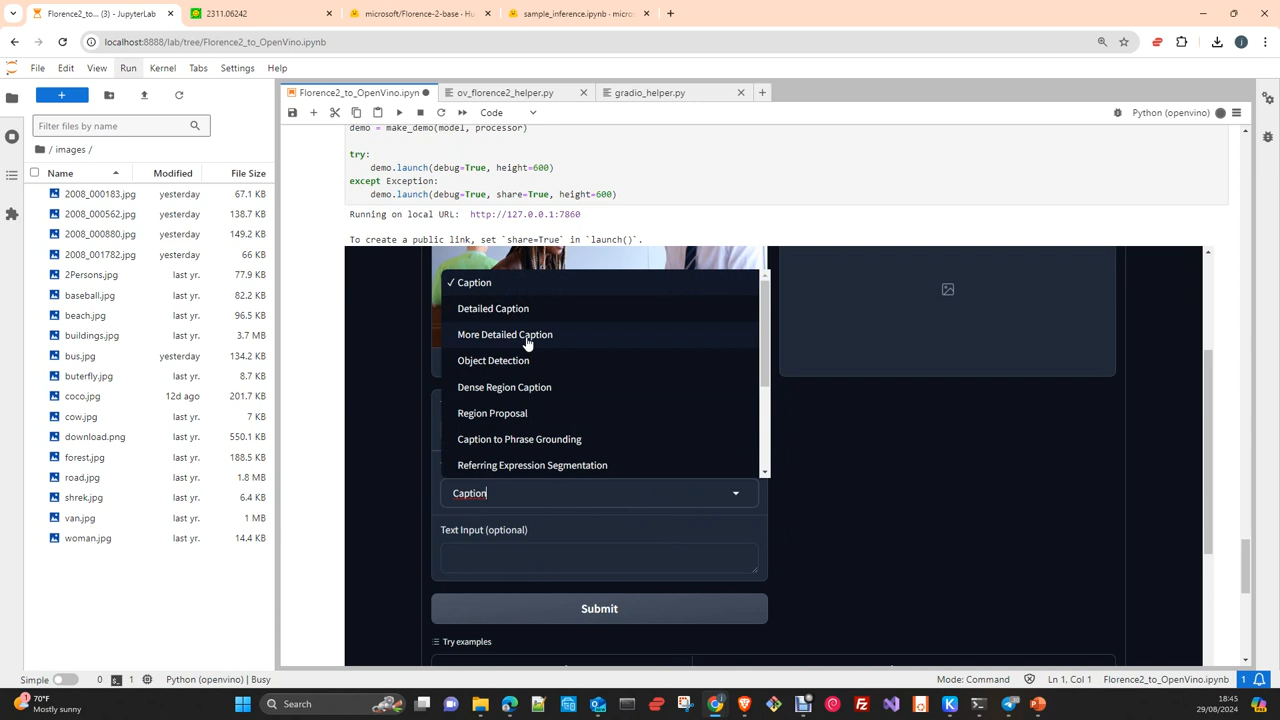 Florence2_to... (3) - JupyterLab
2311.06242
microsoft/Florence-2-base · Hu
sample_inference.ipynb · micros
localhost:8888/lab/tree/Florence2_to_OpenVino.ipynb
File Edit View Run Kernel Tabs Settings Help
Florence2_to_OpenVino.ipyn
ov_florence2_helper.py
gradio_helper.py
Code
Python (openvino)
Filter files by name
/ images /
Name Modified File Size
2008_000183.jpg yesterday 67.1 KB
2008_000562.jpg yesterday 138.7 KB
2008_000880.jpg yesterday 149.2 KB
2008_001782.jpg yesterday 66 KB
2Persons.jpg last yr. 77.9 KB
baseball.jpg last yr. 82.2 KB
beach.jpg last yr. 96.5 KB
buildings.jpg last yr. 3.7 MB
bus.jpg yesterday 134.2 KB
buterfly.jpg last yr. 8.7 KB
coco.jpg 12d ago 201.7 KB
cow.jpg last yr. 7 KB
download.png last yr. 550.1 KB
forest.jpg last yr. 188.5 KB
road.jpg last yr. 1.8 MB
shrek.jpg last yr. 6.4 KB
van.jpg last yr. 50 KB
woman.jpg last yr. 14.4 KB
demo = make_demo(model, processor)
try:
demo.launch(debug=True, height=600)
except Exception:
demo.launch(debug=True, share=True, height=600)
Running on local URL: http://127.0.0.1:7860
To create a public link, set `share=True` in `launch()`.
✓ Caption
Detailed Caption
More Detailed Caption
Object Detection
Dense Region Caption
Region Proposal
Caption to Phrase Grounding
Referring Expression Segmentation
Caption
Text Input (optional)
Submit
Try examples
Simple 0 1 Python (openvino) | Busy
Mode: Command Ln 1, Col 1 Florence2_to_OpenVino.ipynb 1
70°F
Mostly sunny
Search
18:45
29/08/2024